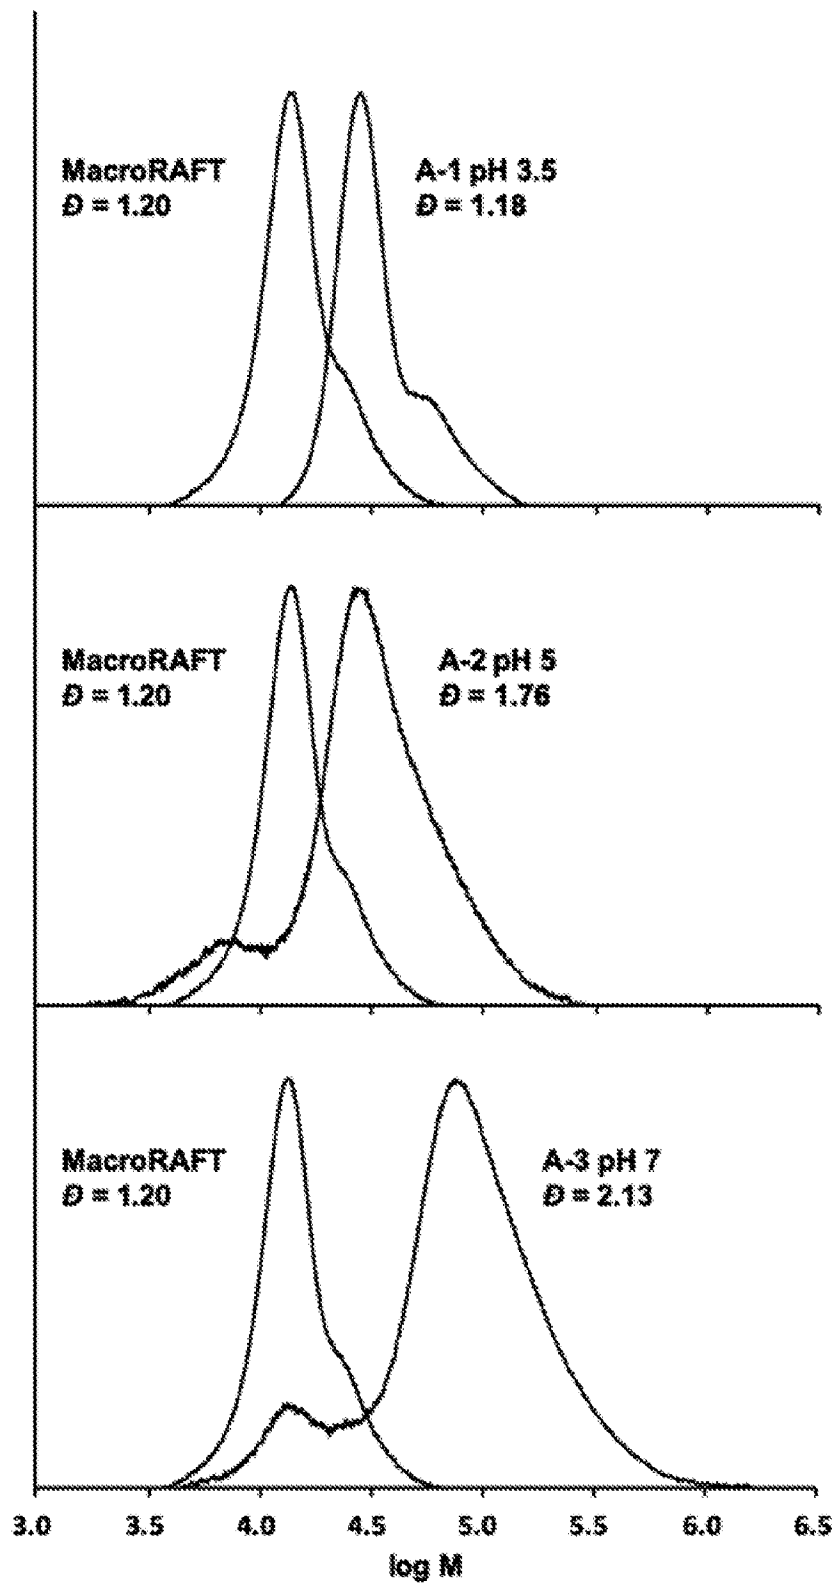 MacroRAFT
Đ = 1.20
A-1 pH 3.5
Đ = 1.18
MacroRAFT
Đ = 1.20
A-2 pH 5
Đ = 1.76
MacroRAFT
Đ = 1.20
A-3 pH 7
Đ = 2.13
3.0 3.5 4.0 4.5 5.0 5.5 6.0 6.5
log M